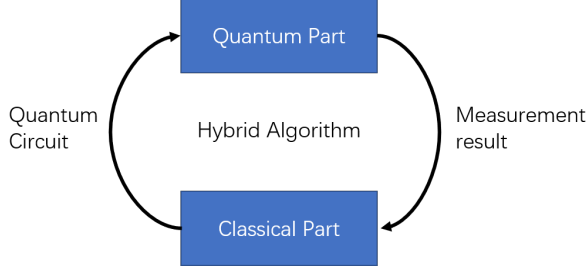 Quantum Part
Quantum
Circuit
Hybrid Algorithm
Measurement
result
Classical Part